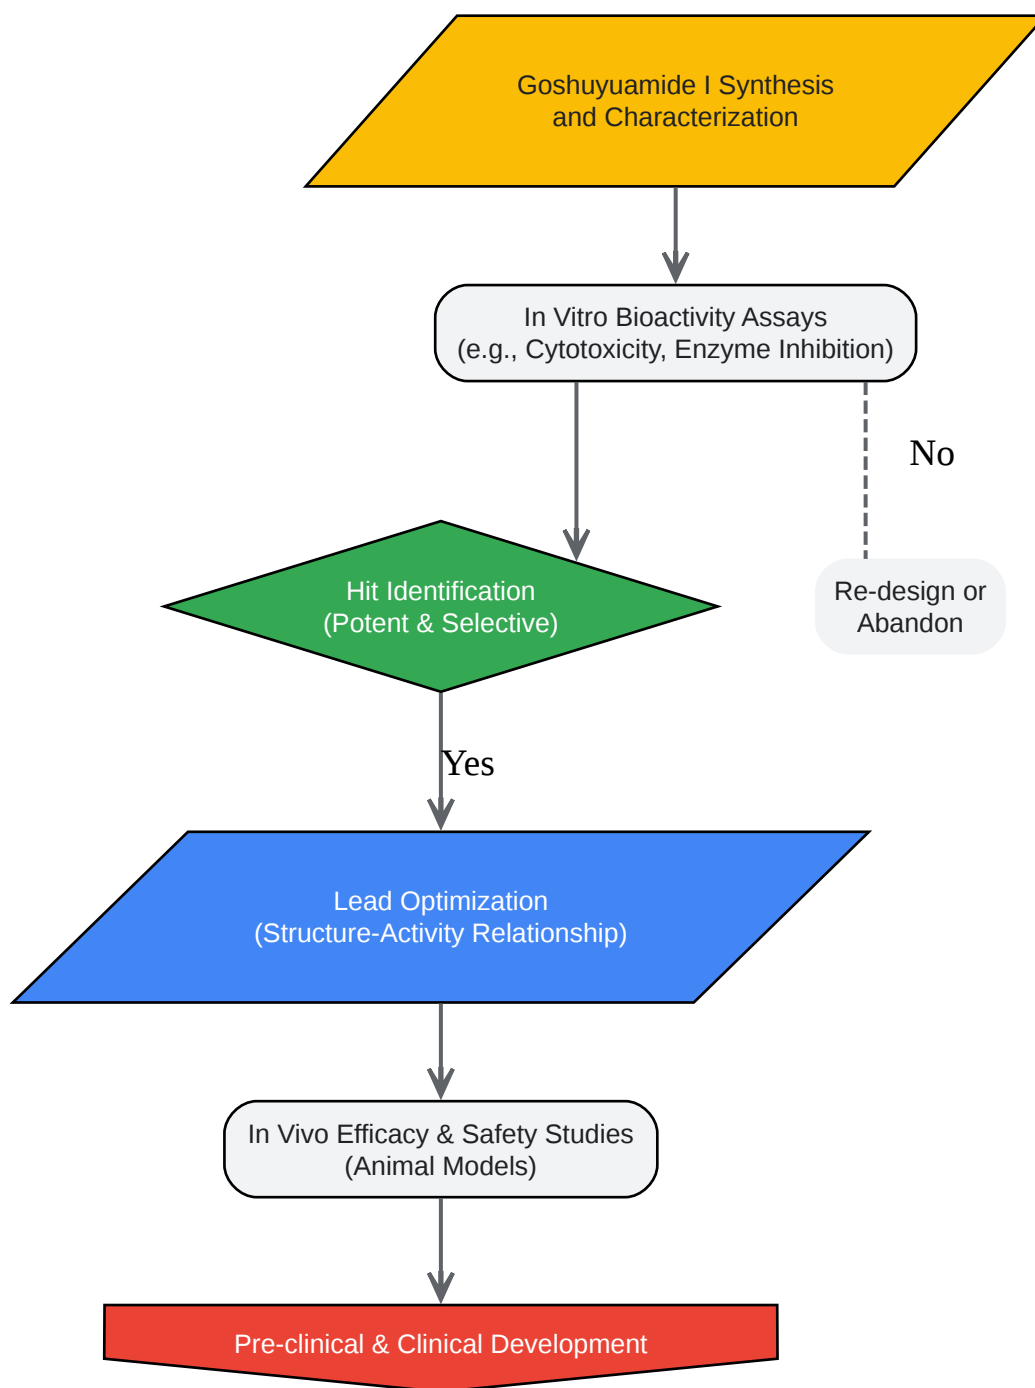 Goshuyuamide I Synthesis
and Characterization
In Vitro Bioactivity Assays
(e.g., Cytotoxicity, Enzyme Inhibition)
No
Hit Identification
(Potent & Selective)
Re-design or
Abandon
Yes
Lead Optimization
(Structure-Activity Relationship)
In Vivo Efficacy & Safety Studies
(Animal Models)
Pre-clinical & Clinical Development